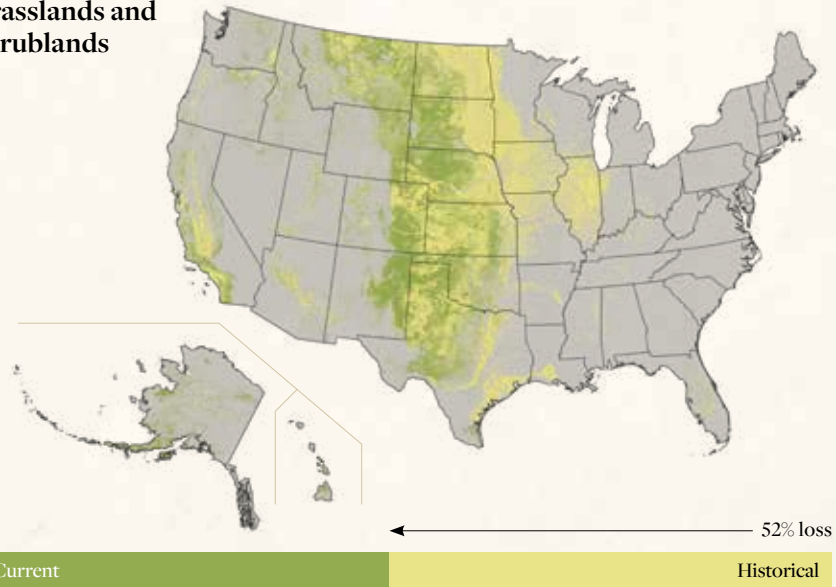 rasslands and
rublands
52% loss
Current
Historical